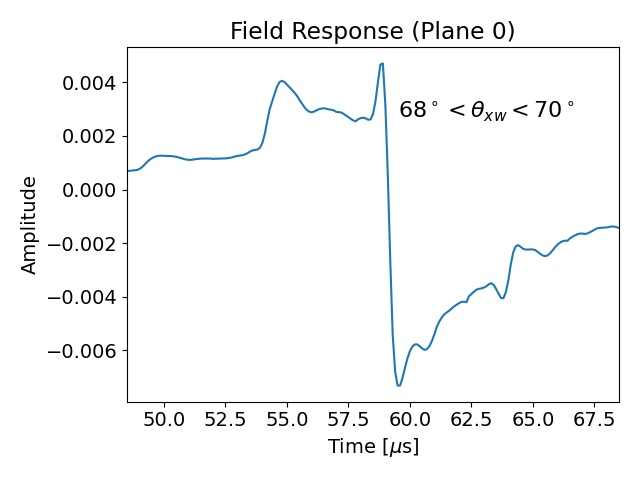 Field Response (Plane 0)
0.004
68° < θxw < 70°
0.002
0.000
−0.002
−0.004
−0.006
Amplitude
50.0 52.5 55.0 57.5 60.0 62.5 65.0 67.5
Time [μs]